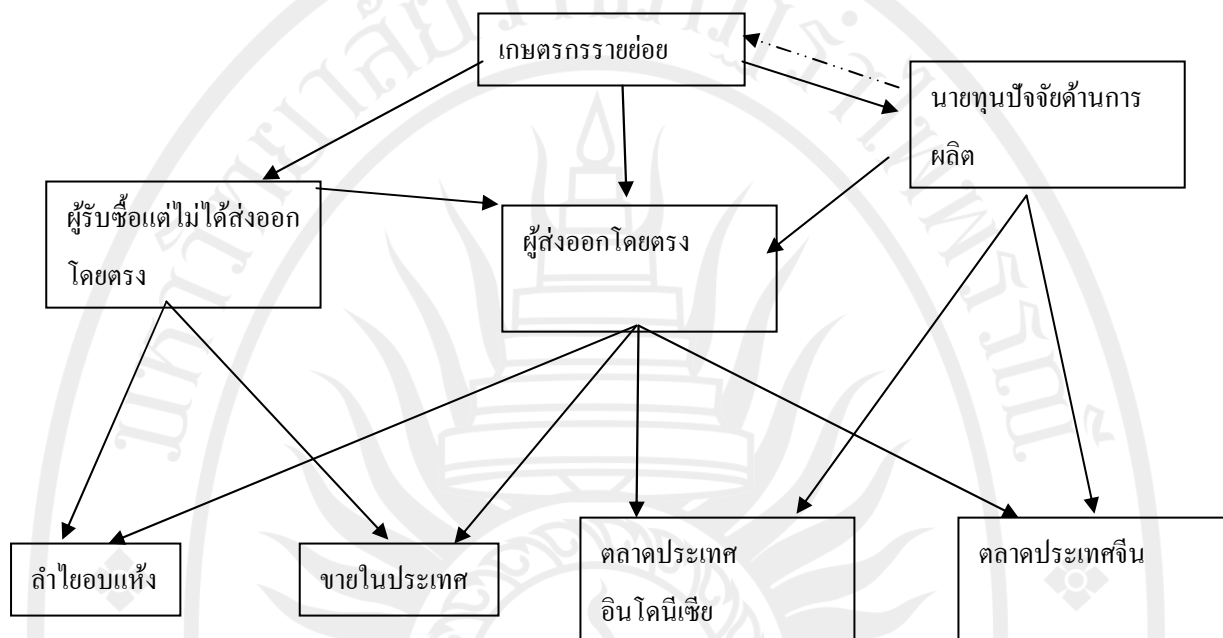 เกษตรกรรายย่อย
นายทุนปัจจัยด้านการ
ผลิต
ผู้รับซื้อแต่ไม่ได้ส่งออก
โดยตรง
ผู้ส่งออกโดยตรง
ลำไยอบแห้ง
ขายในประเทศ
ตลาดประเทศ
อินโดนีเซีย
ตลาดประเทศจีน